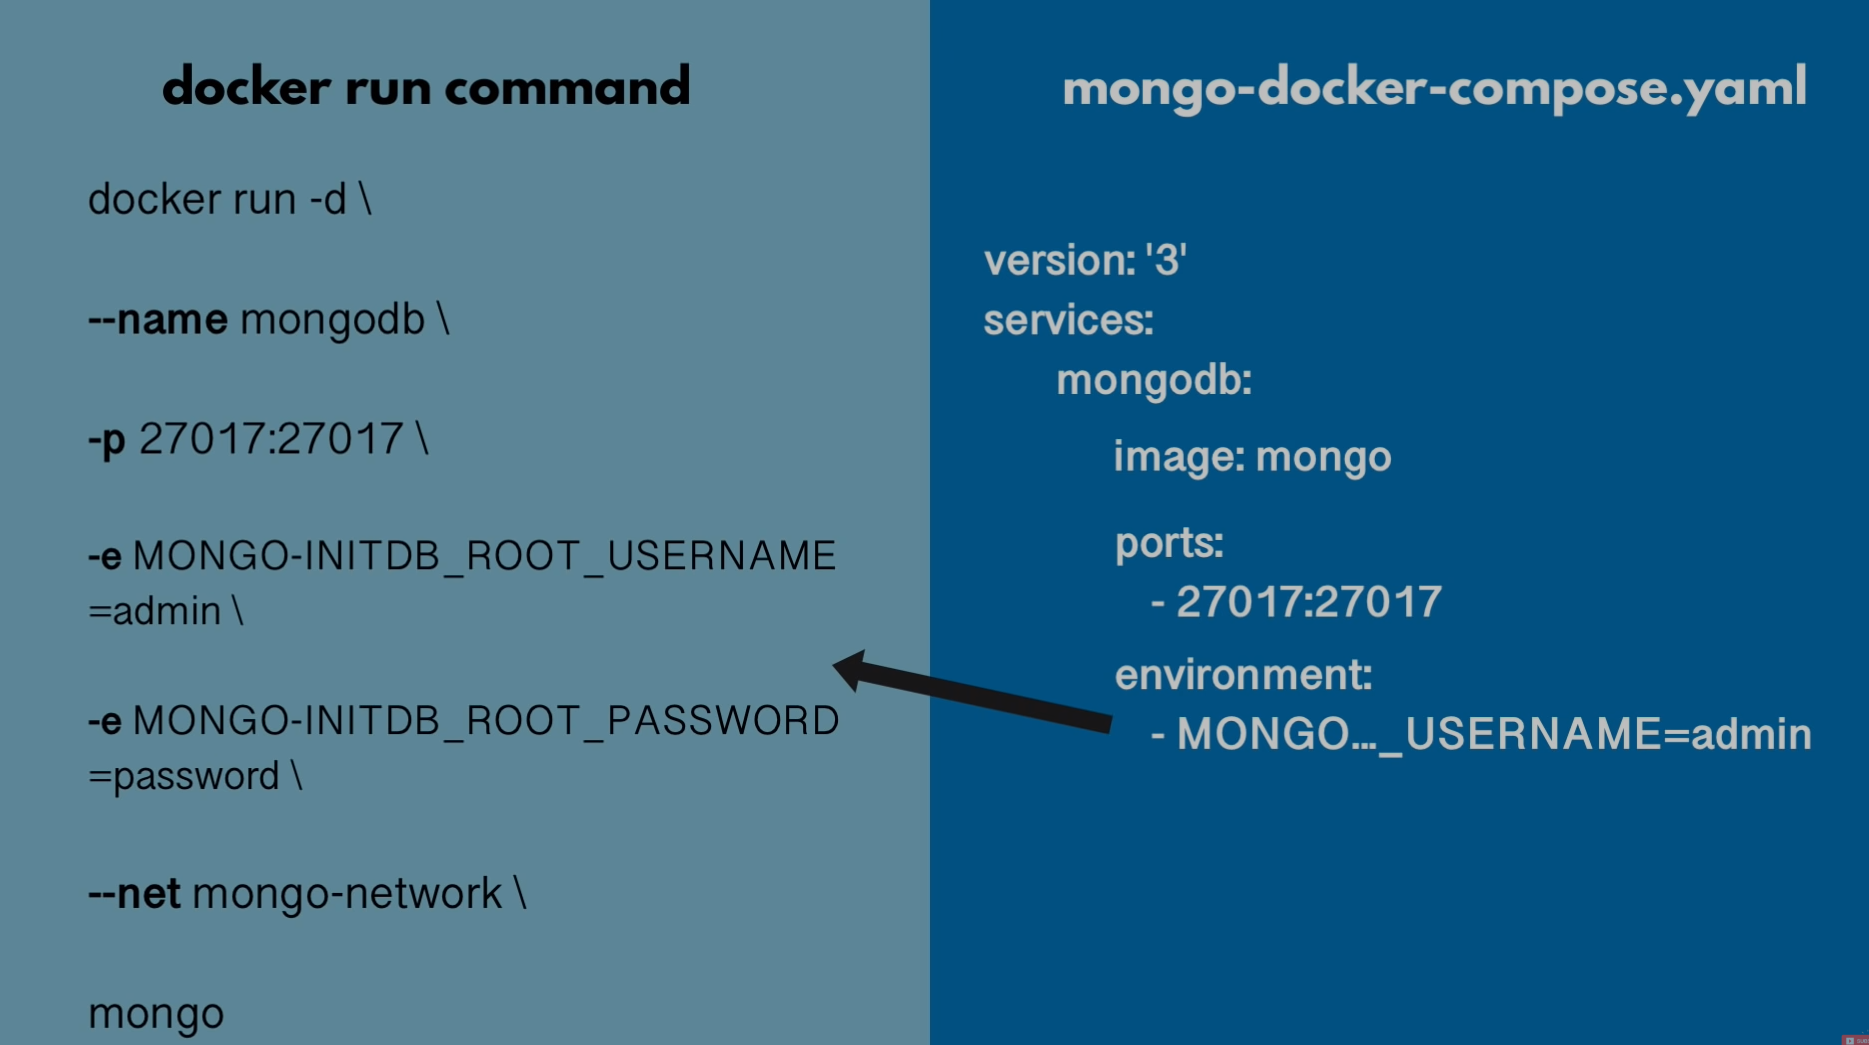 docker run command
docker run -d \
--name mongodb \
-p 27017:27017 \
-e MONGO-INITDB_ROOT_USERNAME
=admin \
-e MONGO-INITDB_ROOT_PASSWORD
=password \
--net mongo-network \
mongo
mongo-docker-compose.yaml
version: '3'
services:
mongodb:
image: mongo
ports:
- 27017:27017
environment:
- MONGO..._USERNAME=admin